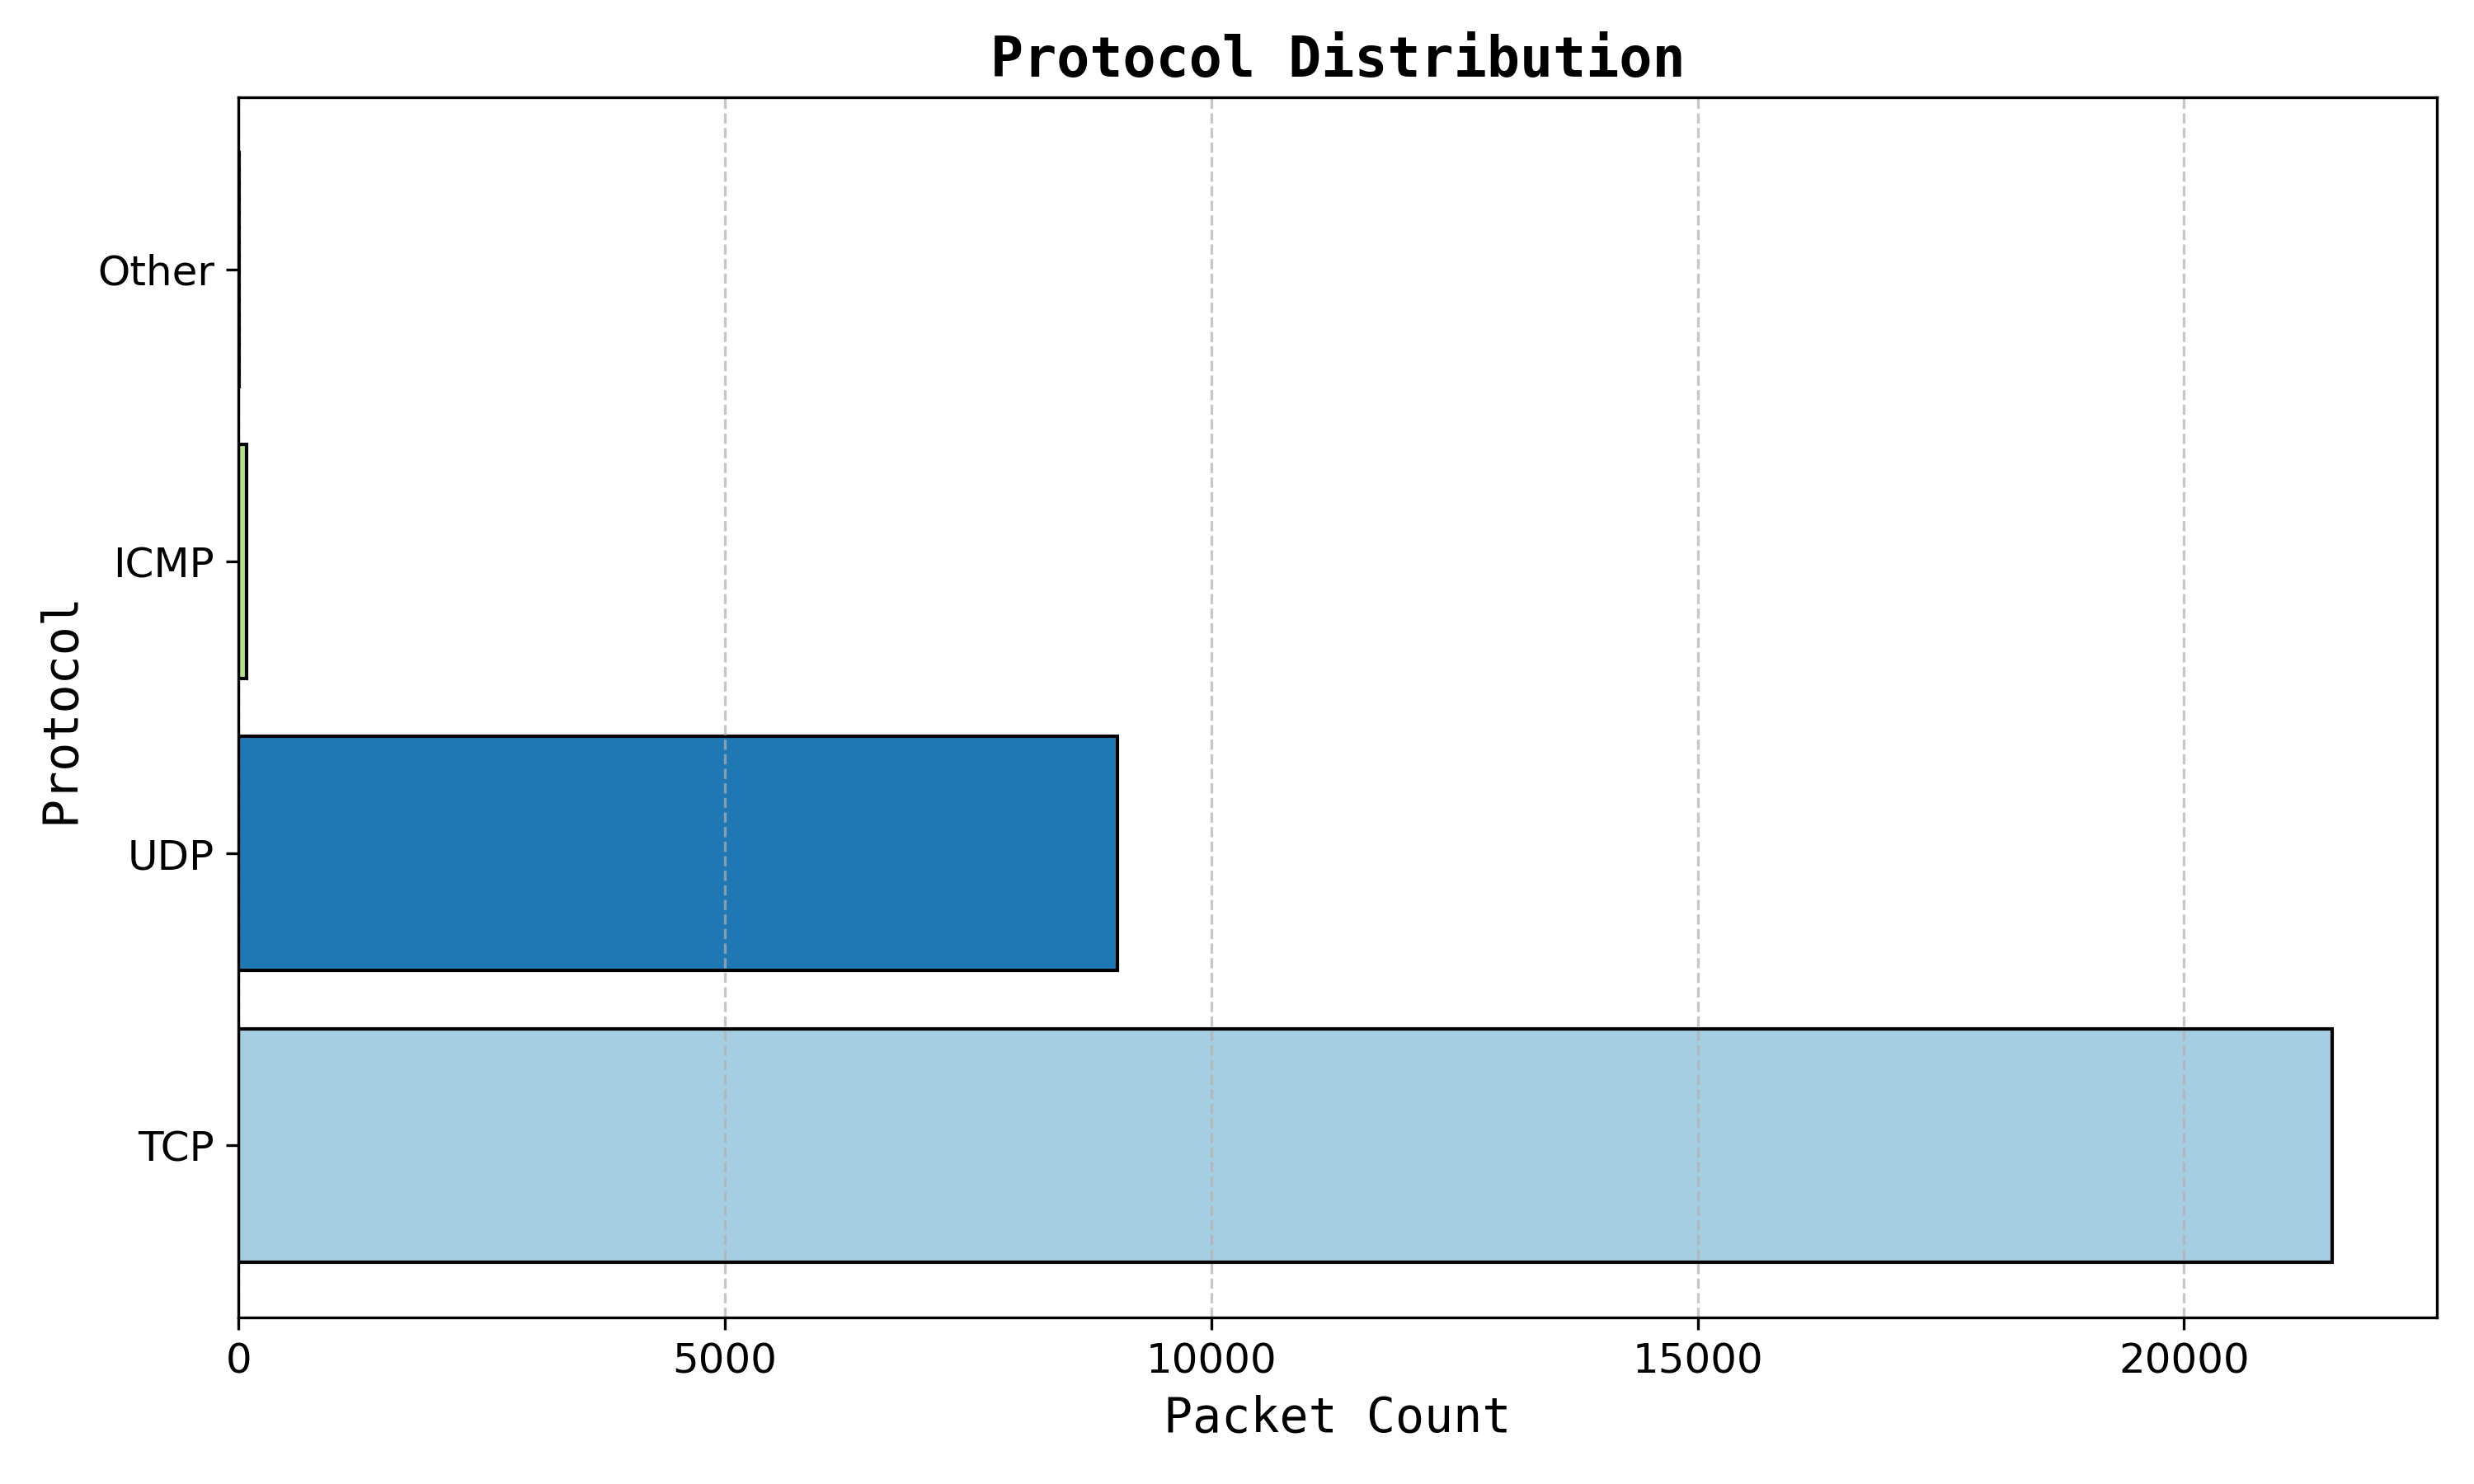 Protocol Distribution
Other
ICMP
UDP
TCP
Protocol
0 5000 10000 15000 20000
Packet Count